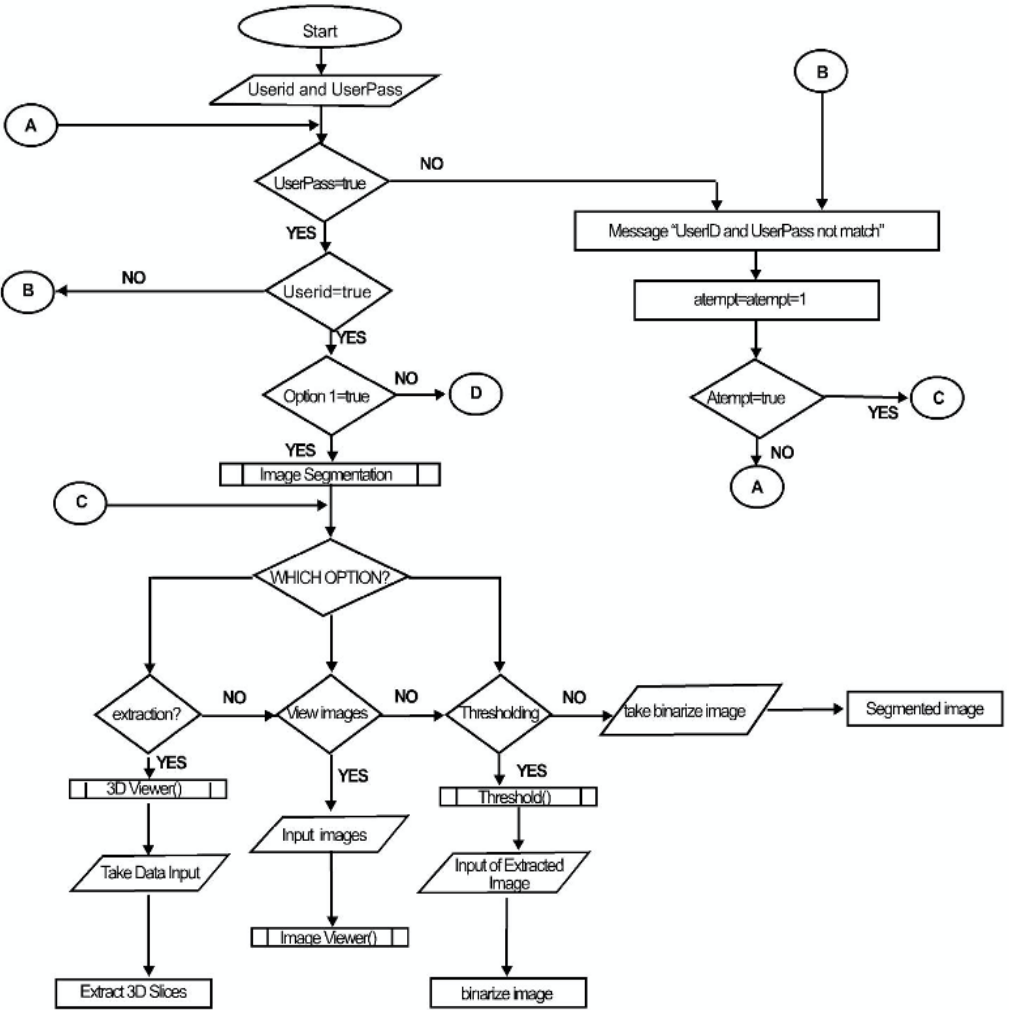 Start
Userid and UserPass
B
A
NO
UserPass=true
YES
Message “UserID and UserPass not match”
NO
B
Userid=true
atempt=atempt=1
YES
Option 1=true
NO
D
Atempt=true
YES
C
YES
NO
Image Segmentation
A
C
WHICH OPTION?
extraction?
NO
View images
NO
Thresholding
NO
take binarize image
Segmented image
YES
YES
YES
3D Viewer()
Threshold()
Input images
Take Data Input
Input of Extracted
Image
Image Viewer()
Extract 3D Slices
binarize image